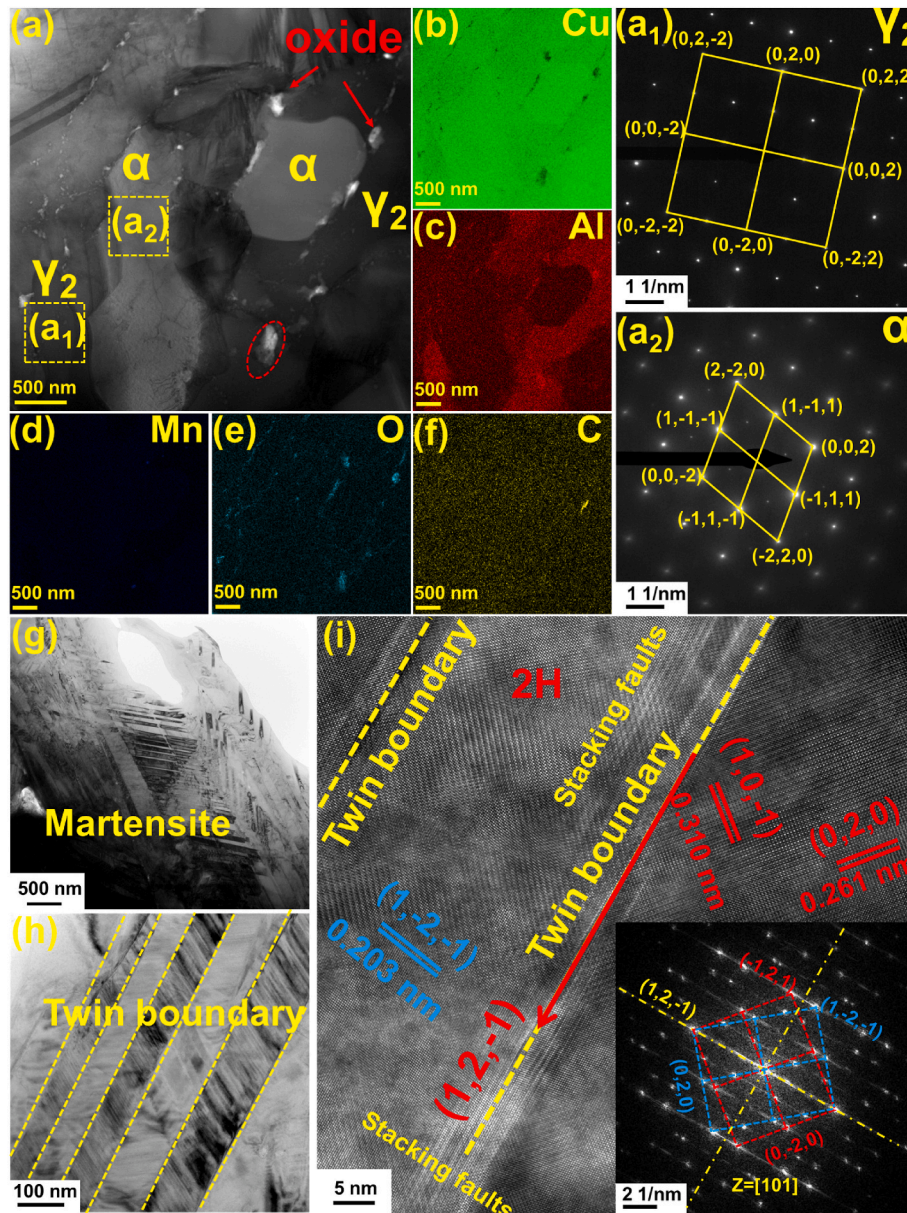 (a)
oxide
α
α
(a₂)
γ₂
γ₂
(a₁)
500 nm
(b)
Cu
500 nm
(c)
Al
500 nm
(d)
Mn
500 nm
(e)
O
500 nm
(f)
C
500 nm
(a₁)
γ₂
(0,2,-2)
(0,2,0)
(0,2,2)
(0,0,-2)
(0,0,2)
(0,-2,-2)
(0,-2,0)
(0,-2,2)
1 1/nm
(a₂)
α
(2,-2,0)
(1,-1,-1)
(1,-1,1)
(0,0,2)
(0,0,-2)
(-1,1,1)
(-1,1,-1)
(-2,2,0)
1 1/nm
(g)
Martensite
500 nm
(h)
Twin boundary
100 nm
(i)
Twin boundary
2H
Stacking faults
Twin boundary
(1,0,-1)
0.310 nm
(0,2,0)
0.261 nm
(1,-2,-1)
0.203 nm
(1,2,-1)
Stacking faults
5 nm
(-1,2,1)
(1,2,-1)
(1,-2,-1)
(0,2,0)
(0,-2,0)
Z=[101]
2 1/nm